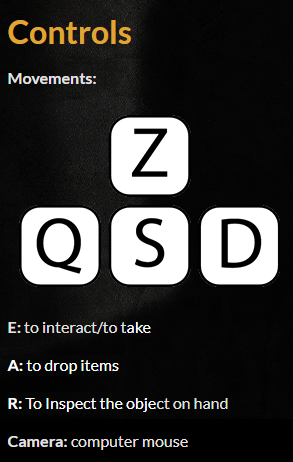 Controls
Movements:
Z
Q S D
E: to interact/to take
A: to drop items
R: To Inspect the object on hand
Camera: computer mouse